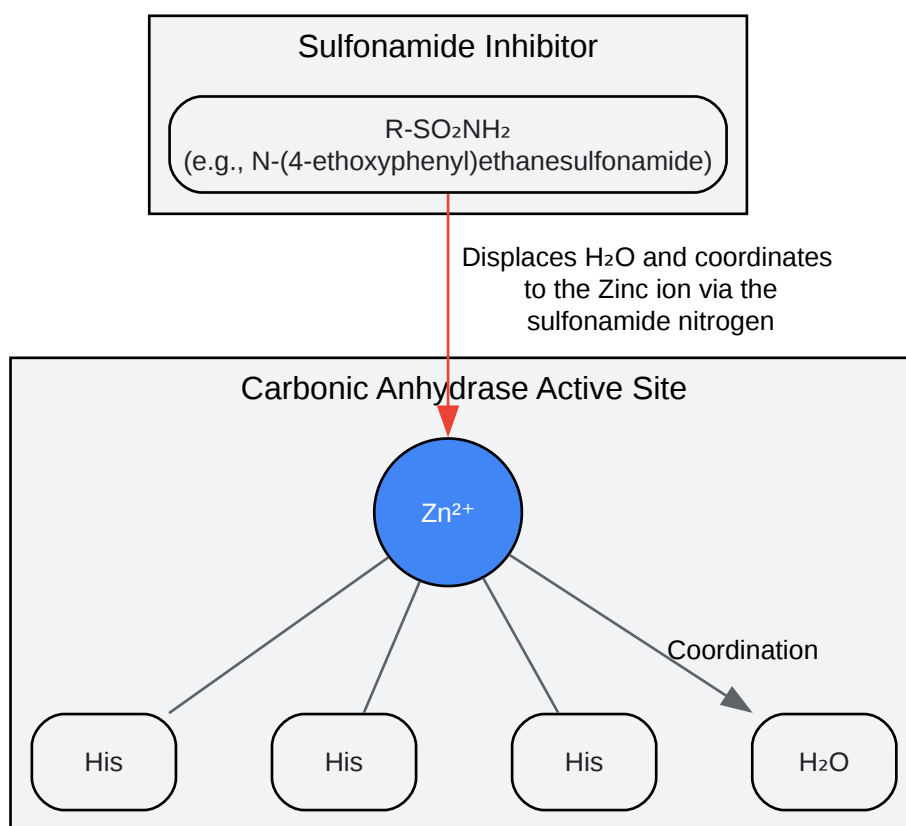 Sulfonamide Inhibitor
R-SO₂NH₂
(e.g., N-(4-ethoxyphenyl)ethanesulfonamide)
Displaces H₂O and coordinates
to the Zinc ion via the
sulfonamide nitrogen
Carbonic Anhydrase Active Site
Zn²⁺
Coordination
His
His
His
H₂O